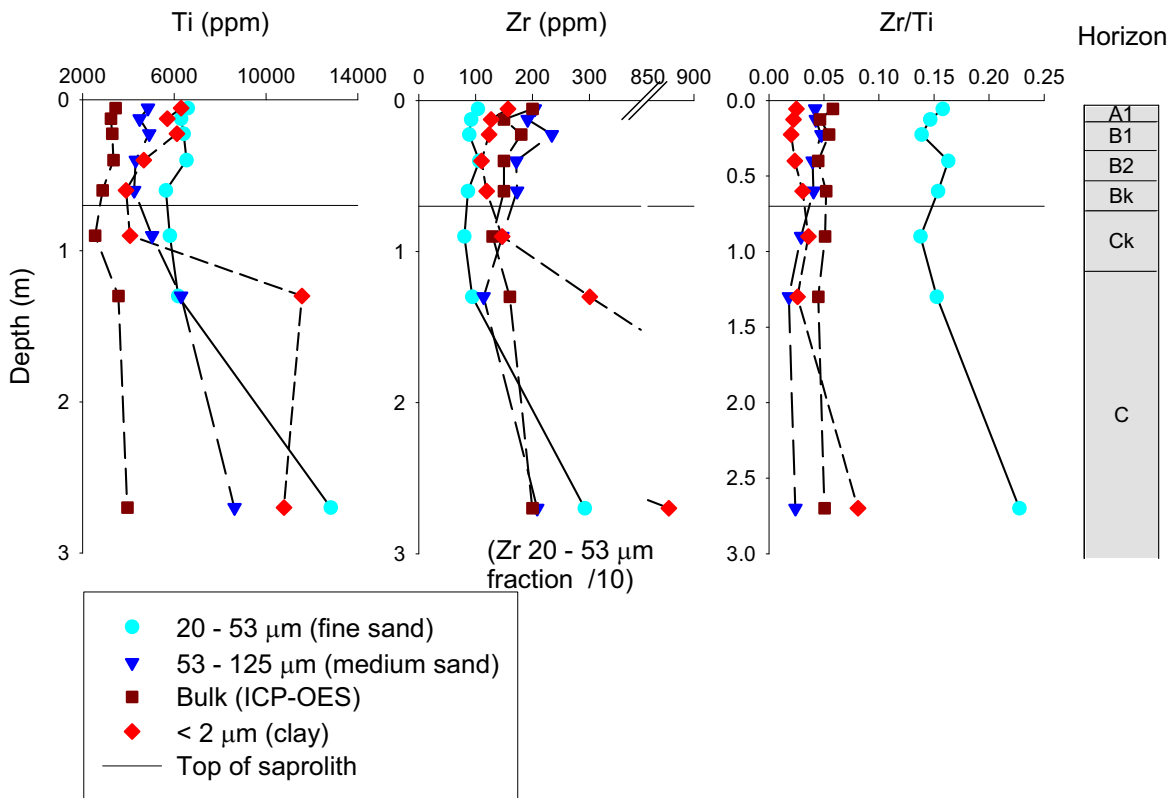 Ti (ppm)
Zr (ppm)
Zr/Ti
Horizon
2000 6000 10000 14000
0 100 200 300 850 900
0.00 0.05 0.10 0.15 0.20 0.25
Depth (m)
0
1
2
3
0
1
2
3
0.0
0.5
1.0
1.5
2.0
2.5
3.0
A1
B1
B2
Bk
Ck
C
(Zr 20 - 53 μm
fraction /10)
20 - 53 μm (fine sand)
53 - 125 μm (medium sand)
Bulk (ICP-OES)
< 2 μm (clay)
Top of saprolith